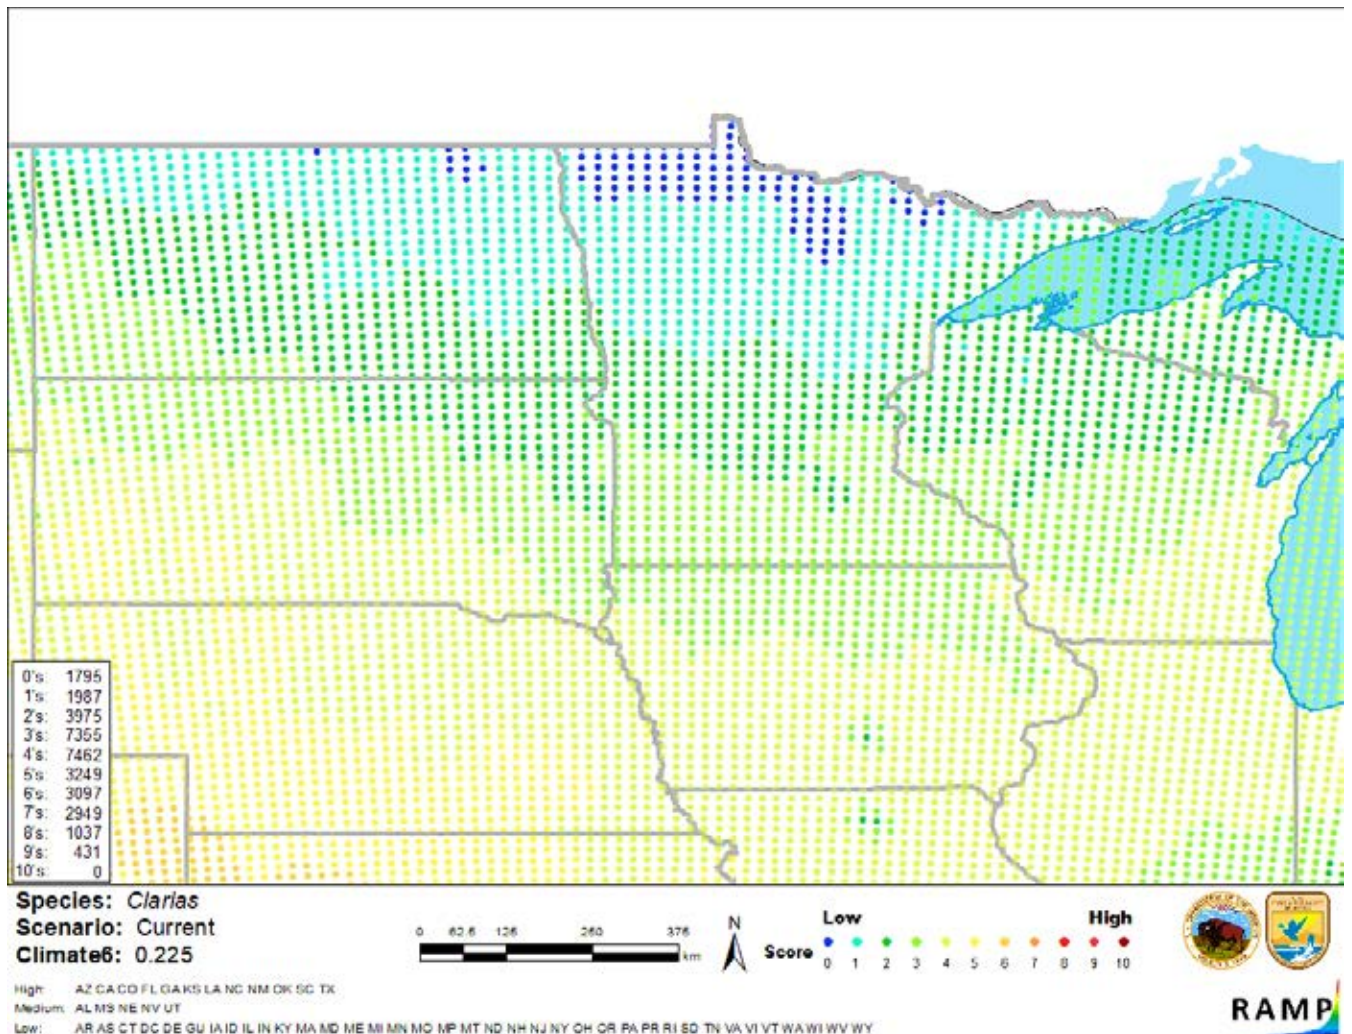 0's: 1795
1's: 1987
2's: 3975
3's: 7355
4's: 7462
5's: 3249
6's: 3097
7's: 2949
8's: 1037
9's: 431
10's: 0
Species: Clarias
Scenario: Current
Climate6: 0.225
0 62.5 125 250 375
km
N
Score
Low High
0 1 2 3 4 5 6 7 8 9 10
High: AZ CA CO FL GA KS LA NC NM OK SC TX
Medium: AL MS NE NV UT
Low: AR AS CT DC DE GU IA ID IL IN KY MA MD ME MI MN MO MP MT ND NH NJ NY OH OR PA PR RI SD TN VA VI VT WA WI WV WY
RAMP